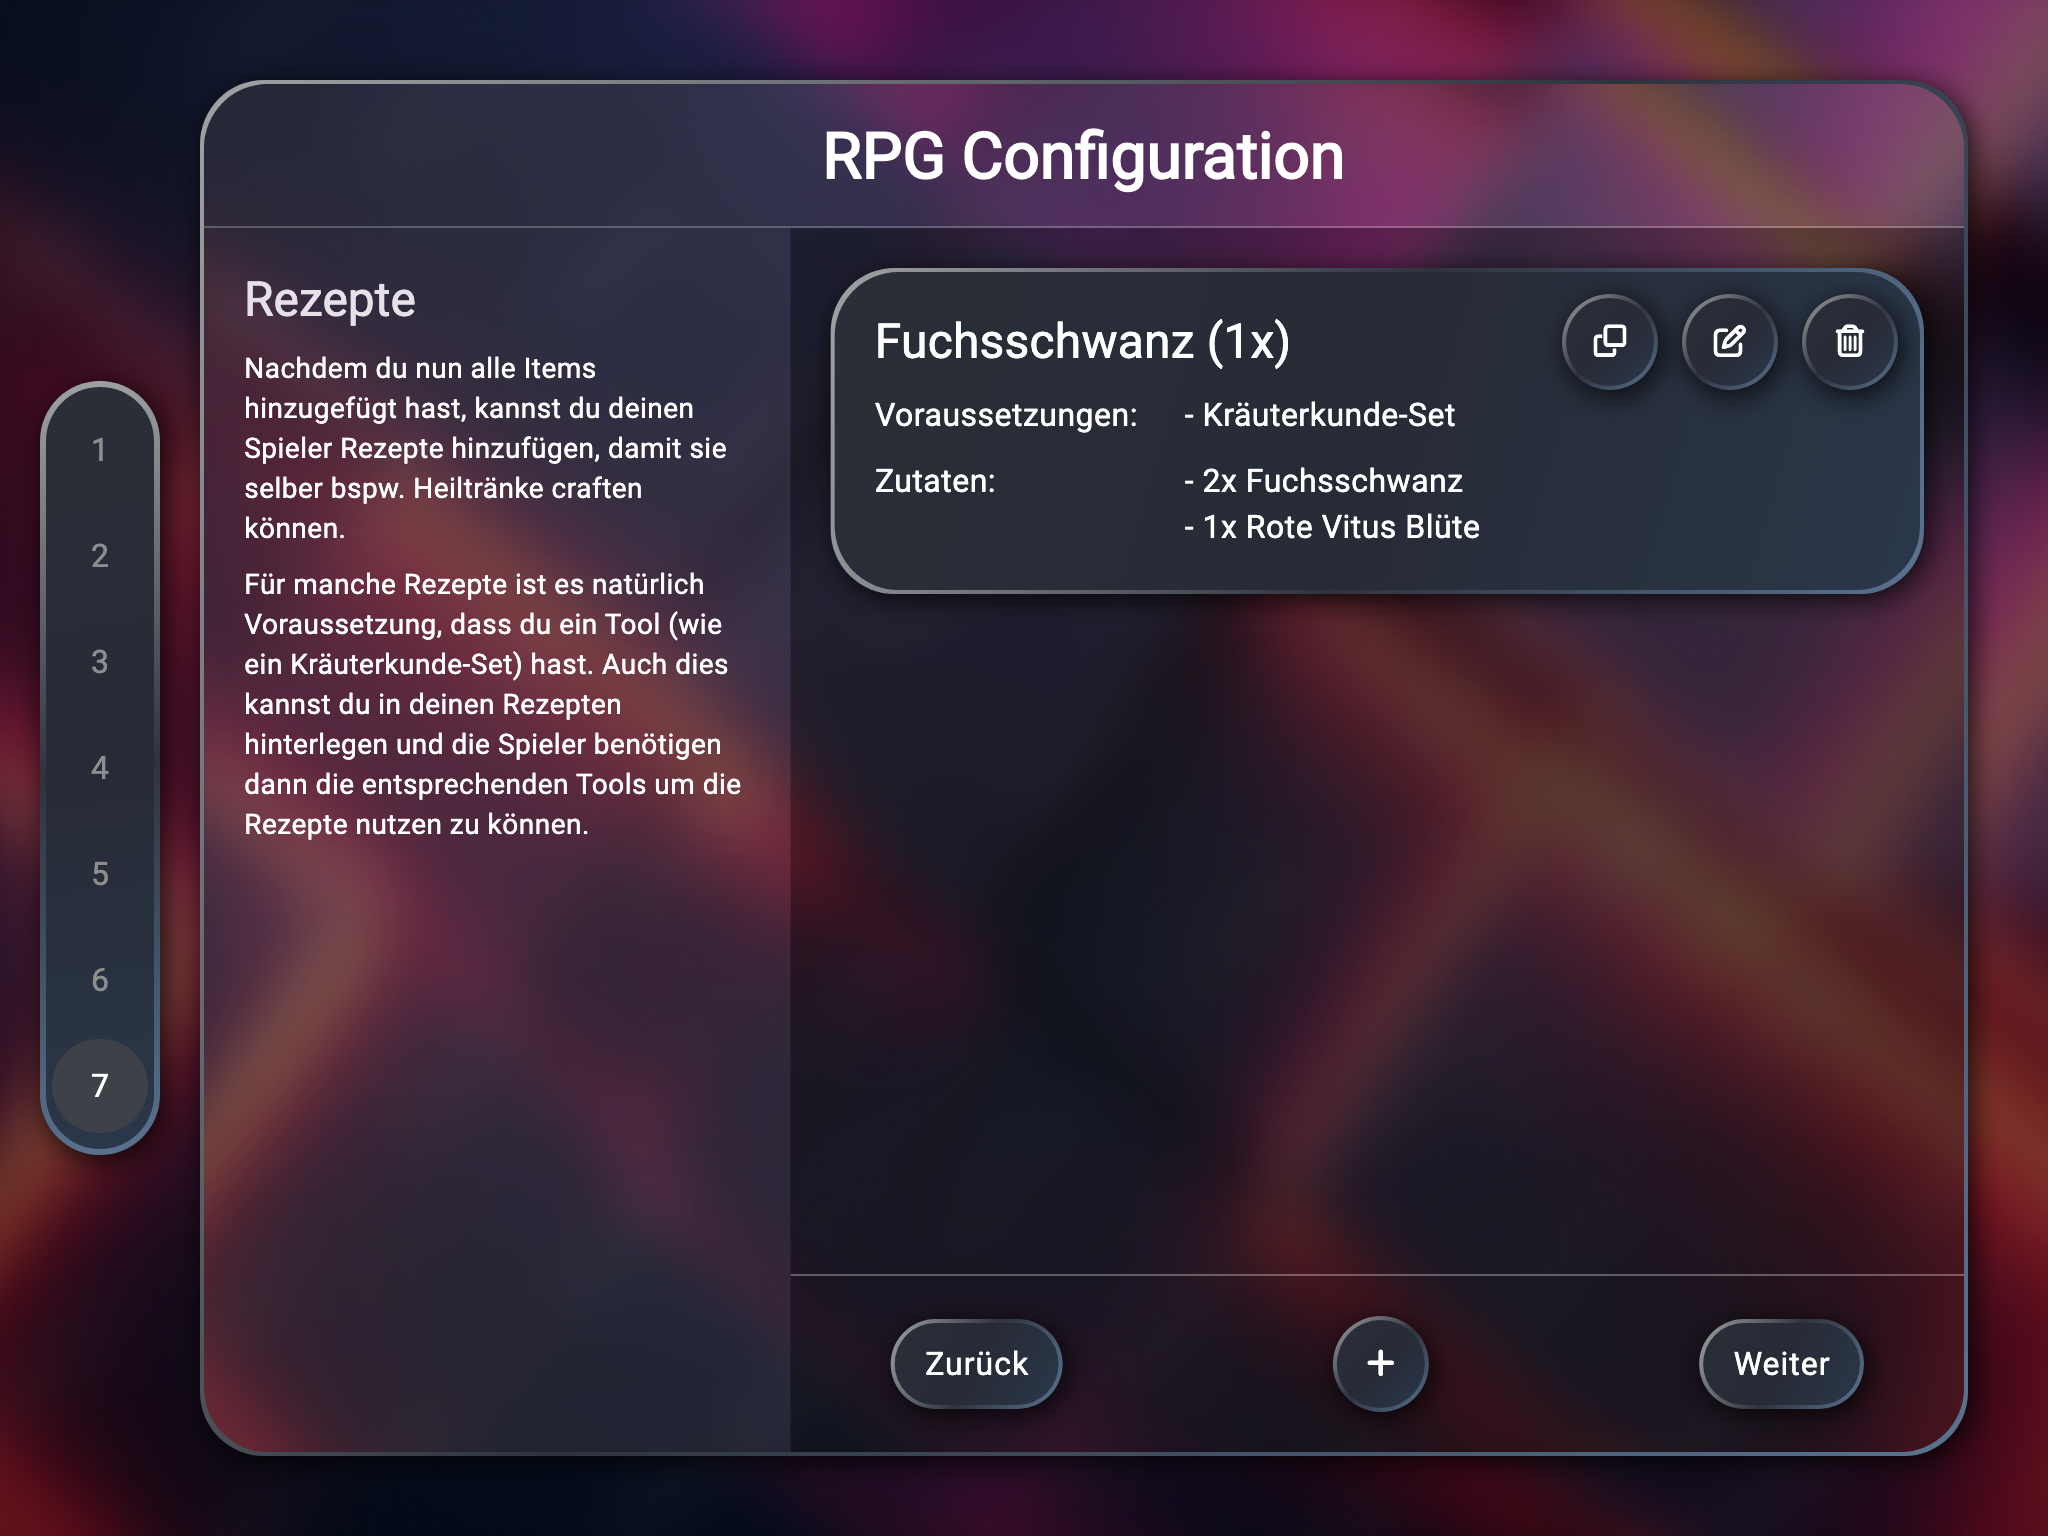 RPG Configuration
1
2
3
4
5
6
7
Rezepte
Nachdem du nun alle Items
hinzugefügt hast, kannst du deinen
Spieler Rezepte hinzufügen, damit sie
selber bspw. Heiltränke craften
können.
Für manche Rezepte ist es natürlich
Voraussetzung, dass du ein Tool (wie
ein Kräuterkunde-Set) hast. Auch dies
kannst du in deinen Rezepten
hinterlegen und die Spieler benötigen
dann die entsprechenden Tools um die
Rezepte nutzen zu können.
Fuchsschwanz (1x)
Voraussetzungen: - Kräuterkunde-Set
Zutaten: - 2x Fuchsschwanz
- 1x Rote Vitus Blüte
Zurück + Weiter